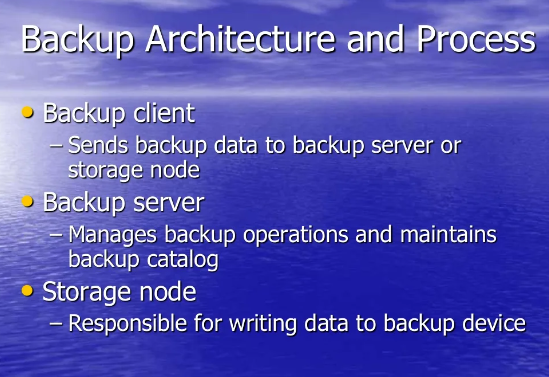 Backup Architecture and Process
• Backup client
– Sends backup data to backup server or
storage node
• Backup server
– Manages backup operations and maintains
backup catalog
• Storage node
– Responsible for writing data to backup device